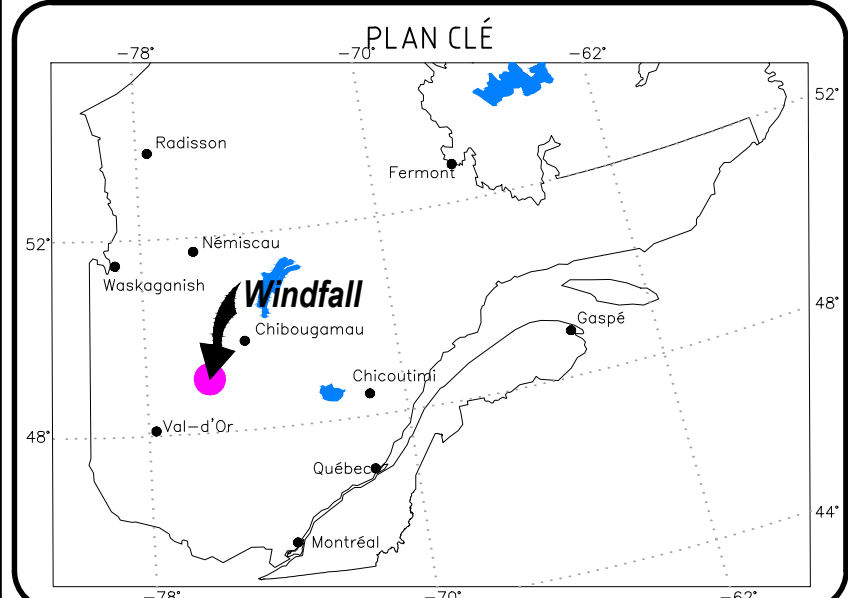 PLAN CLÉ
-78°
-70°
-62°
52°
Radisson
Fermont
52°
Némiscau
Waskaganish
Windfall
48°
Gaspé
Chibougamau
Chicoutimi
Val-d'Or
48°
Québec
44°
Montréal
-78°
-70°
-62°